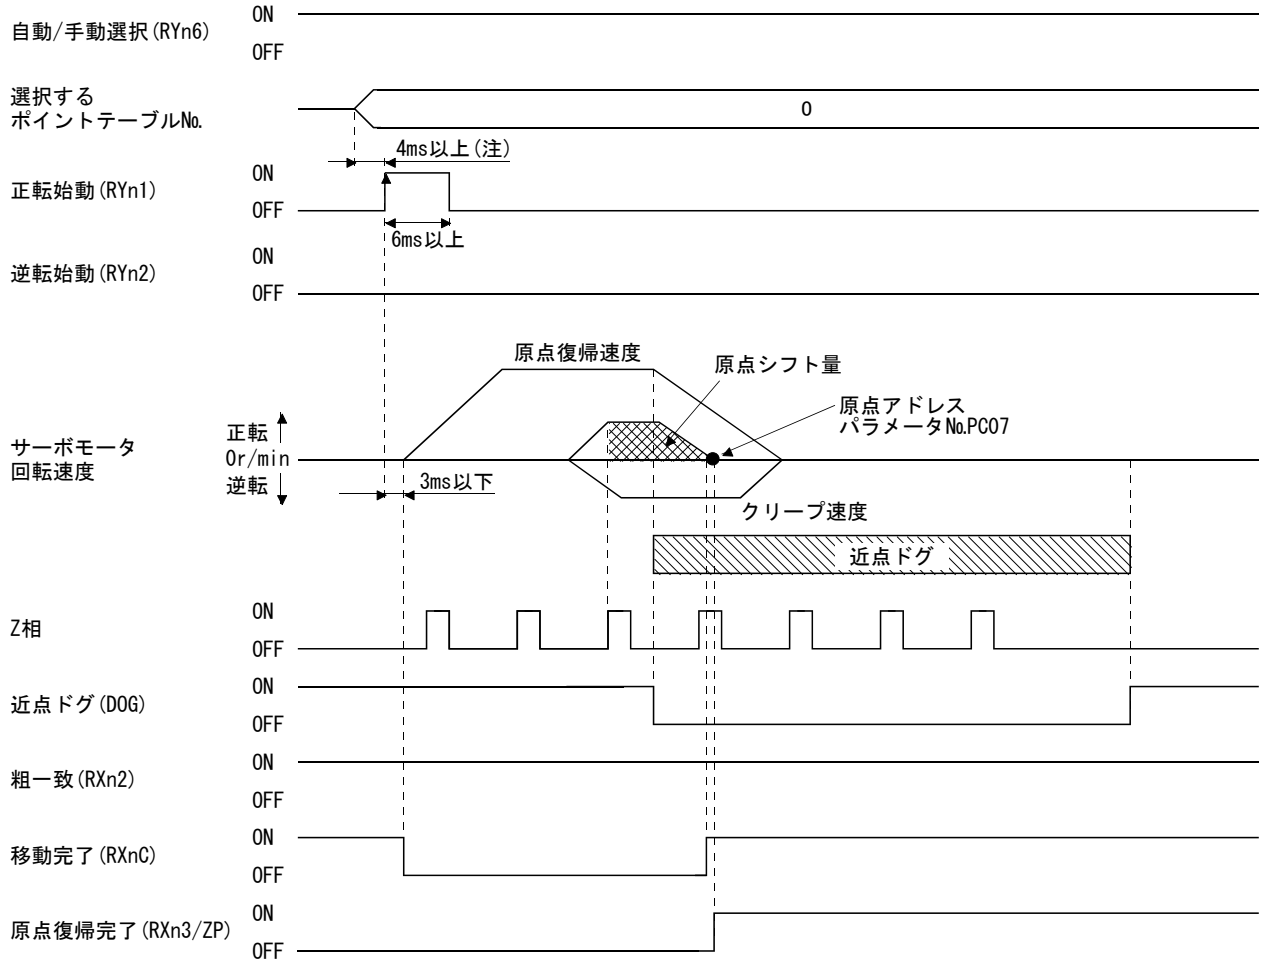 自動/手動選択(RYn6)
ON
OFF
選択する
ポイントテーブル№.
0
4ms以上(注)
正転始動(RYn1)
ON
OFF
6ms以上
逆転始動(RYn2)
ON
OFF
原点復帰速度
原点シフト量
原点アドレス
パラメータ№PC07
サーボモータ
回転速度
正転
0r/min
逆転
3ms以下
クリープ速度
近点ドグ
Z相
ON
OFF
近点ドグ(DOG)
ON
OFF
粗一致(RXn2)
ON
OFF
移動完了(RXnC)
ON
OFF
原点復帰完了(RXn3/ZP)
ON
OFF